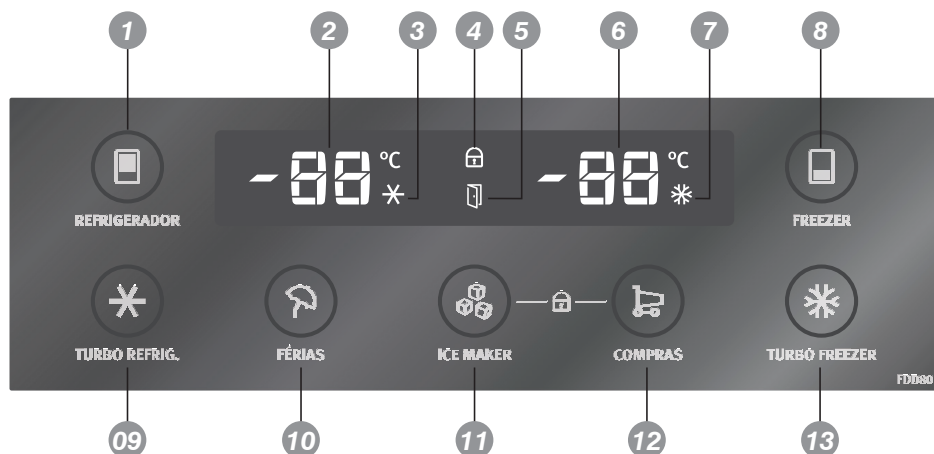 1 2 3 4 5 6 7 8
-88 °C -88 °C
REFRIGERADOR FREEZER
TURBO REFRIG. FÉRIAS ICE MAKER COMPRAS TURBO FREEZER
FDD80
09 10 11 12 13